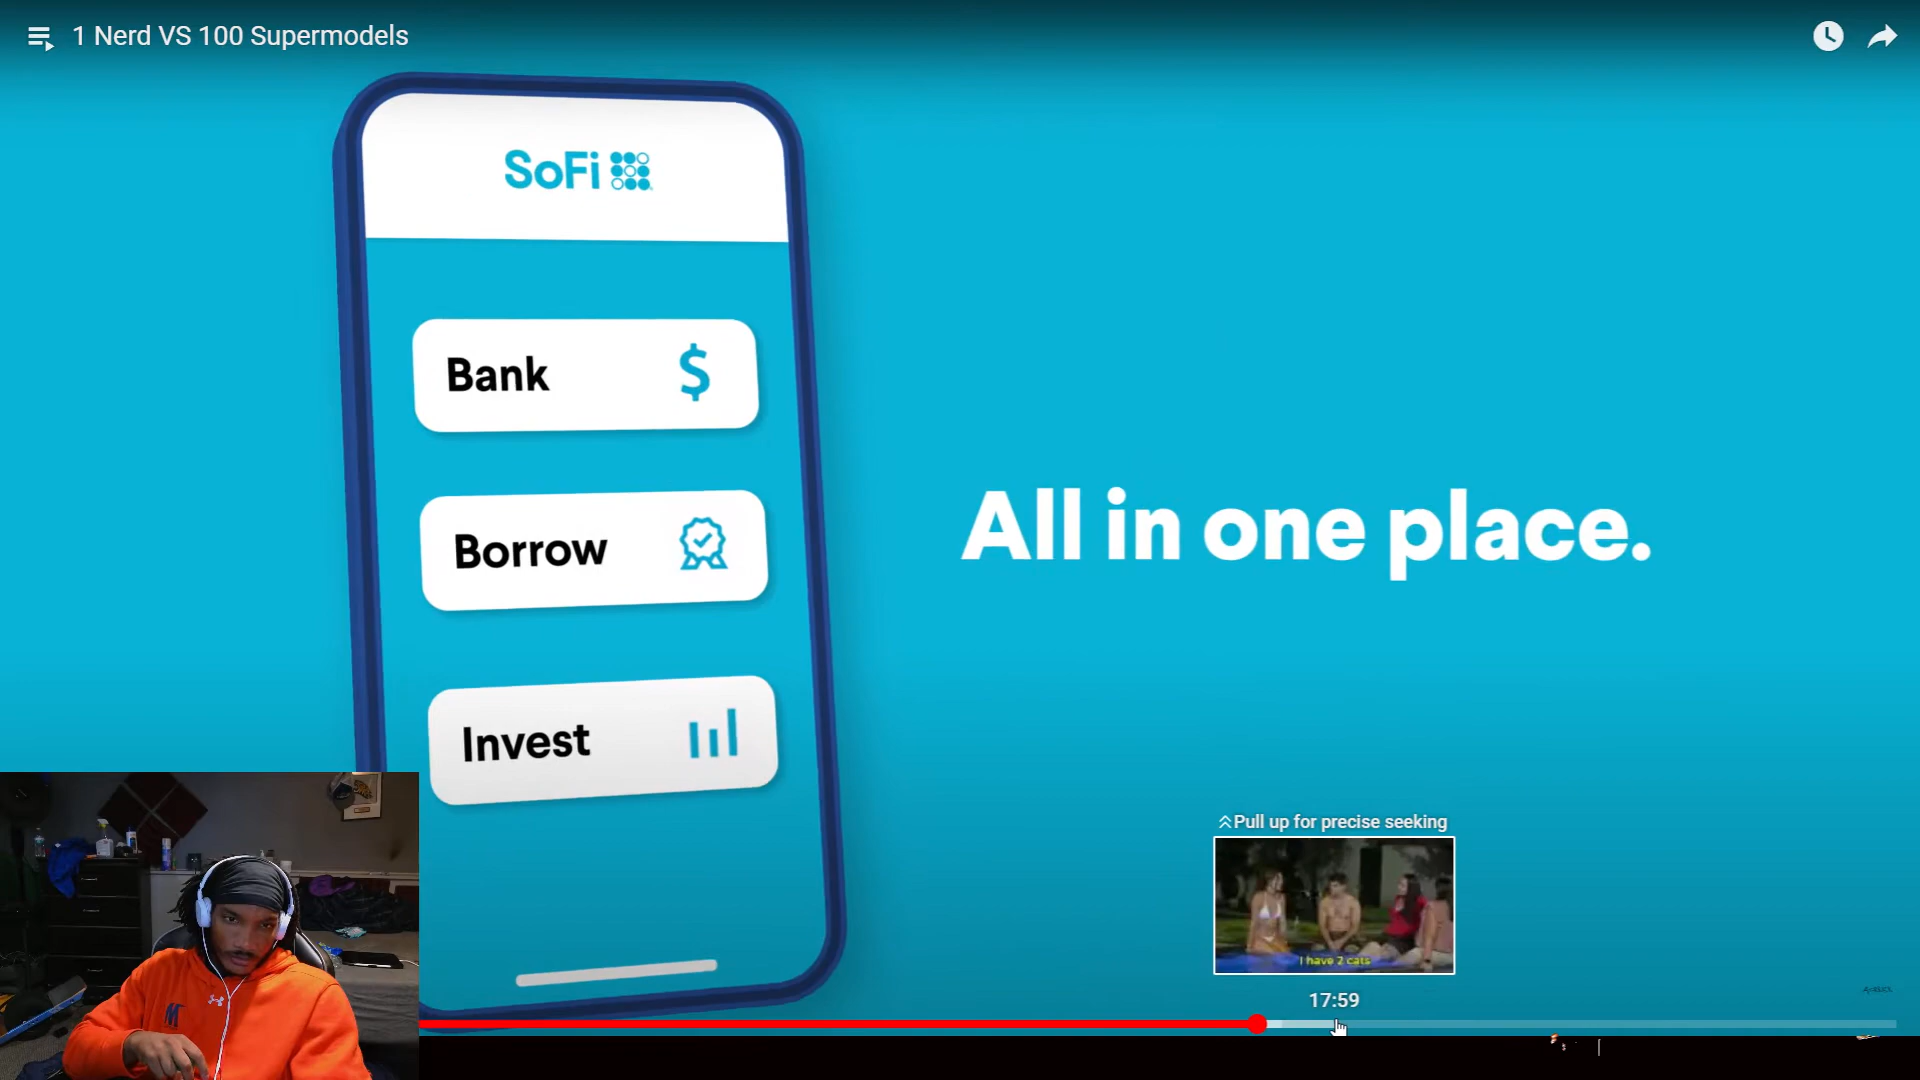 1 Nerd VS 100 Supermodels
SoFi
Bank $
Borrow
Invest
All in one place.
Pull up for precise seeking
I have 2 cats
17:59